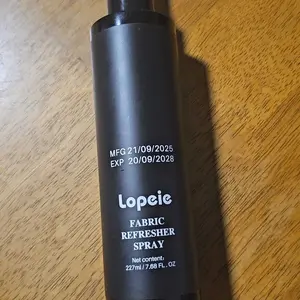 MFG 21/09/2025
EXP 20/09/2028
Lopeie
FABRIC
REFRESHER
SPRAY
Net content:
227ml / 7.68 FL. OZ